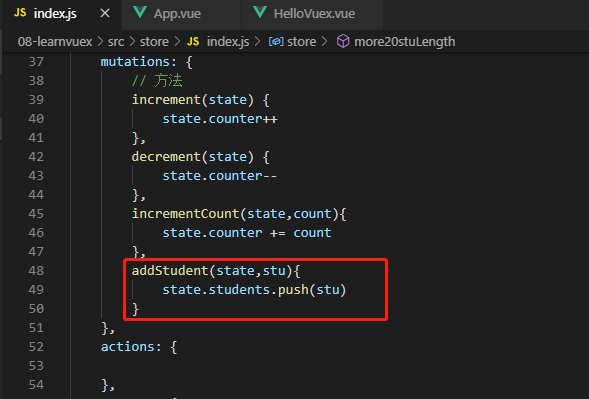 JS index.js × App.vue HelloVuex.vue
08-learnvuex > src > store > JS index.js > store > more20stuLength
37 mutations: {
38 // 方法
39 increment(state) {
40 state.counter++
41 },
42 decrement(state) {
43 state.counter--
44 },
45 incrementCount(state,count){
46 state.counter += count
47 },
48 addStudent(state,stu){
49 state.students.push(stu)
50 }
51 },
52 actions: {
53
54 },